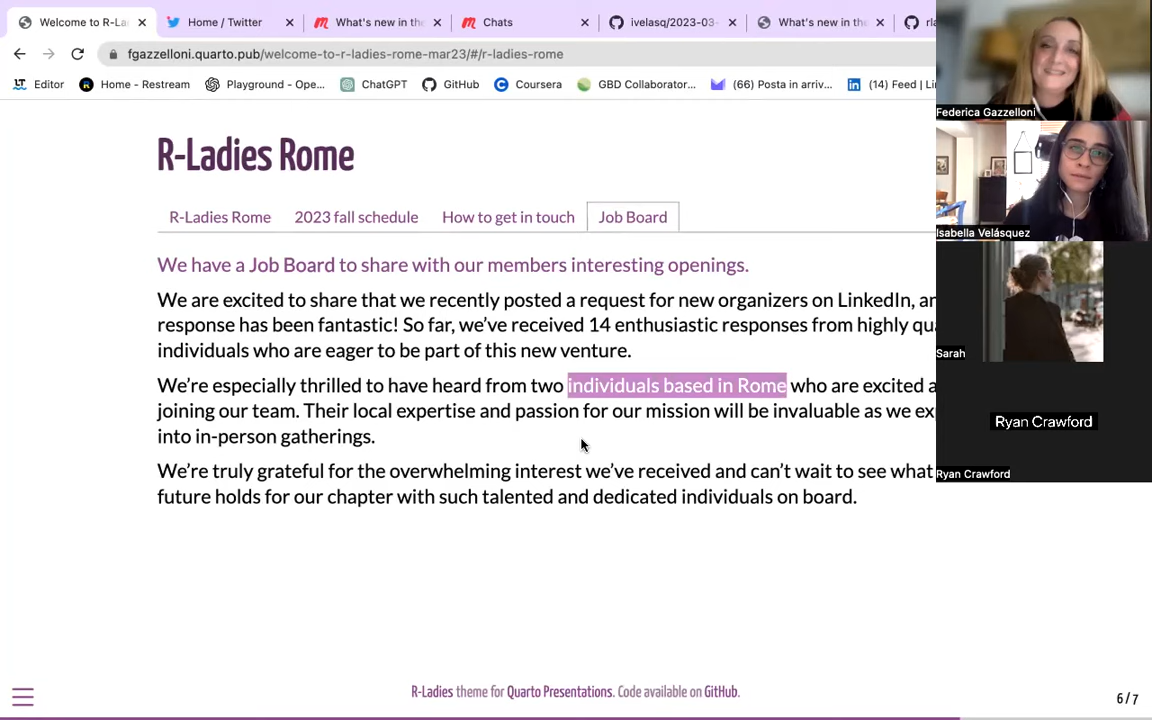 Welcome to R-La
Home / Twitter
What's new in the
Chats
ivelasq/2023-03-
What's new in the
rla
fgazzelloni.quarto.pub/welcome-to-r-ladies-rome-mar23/#/r-ladies-rome
Editor
Home - Restream
Playground - Ope...
ChatGPT
GitHub
Coursera
GBD Collaborator...
(66) Posta in arriv...
(14) Feed | Lin
Federica Gazzelloni
Isabella Velásquez
Sarah
Ryan Crawford
Ryan Crawford
R-Ladies Rome
R-Ladies Rome
2023 fall schedule
How to get in touch
Job Board
We have a Job Board to share with our members interesting openings.
We are excited to share that we recently posted a request for new organizers on LinkedIn, an
response has been fantastic! So far, we've received 14 enthusiastic responses from highly qua
individuals who are eager to be part of this new venture.
We're especially thrilled to have heard from two individuals based in Rome who are excited a
joining our team. Their local expertise and passion for our mission will be invaluable as we ex
into in-person gatherings.
We're truly grateful for the overwhelming interest we've received and can't wait to see what
future holds for our chapter with such talented and dedicated individuals on board.
R-Ladies theme for Quarto Presentations. Code available on GitHub.
6 / 7